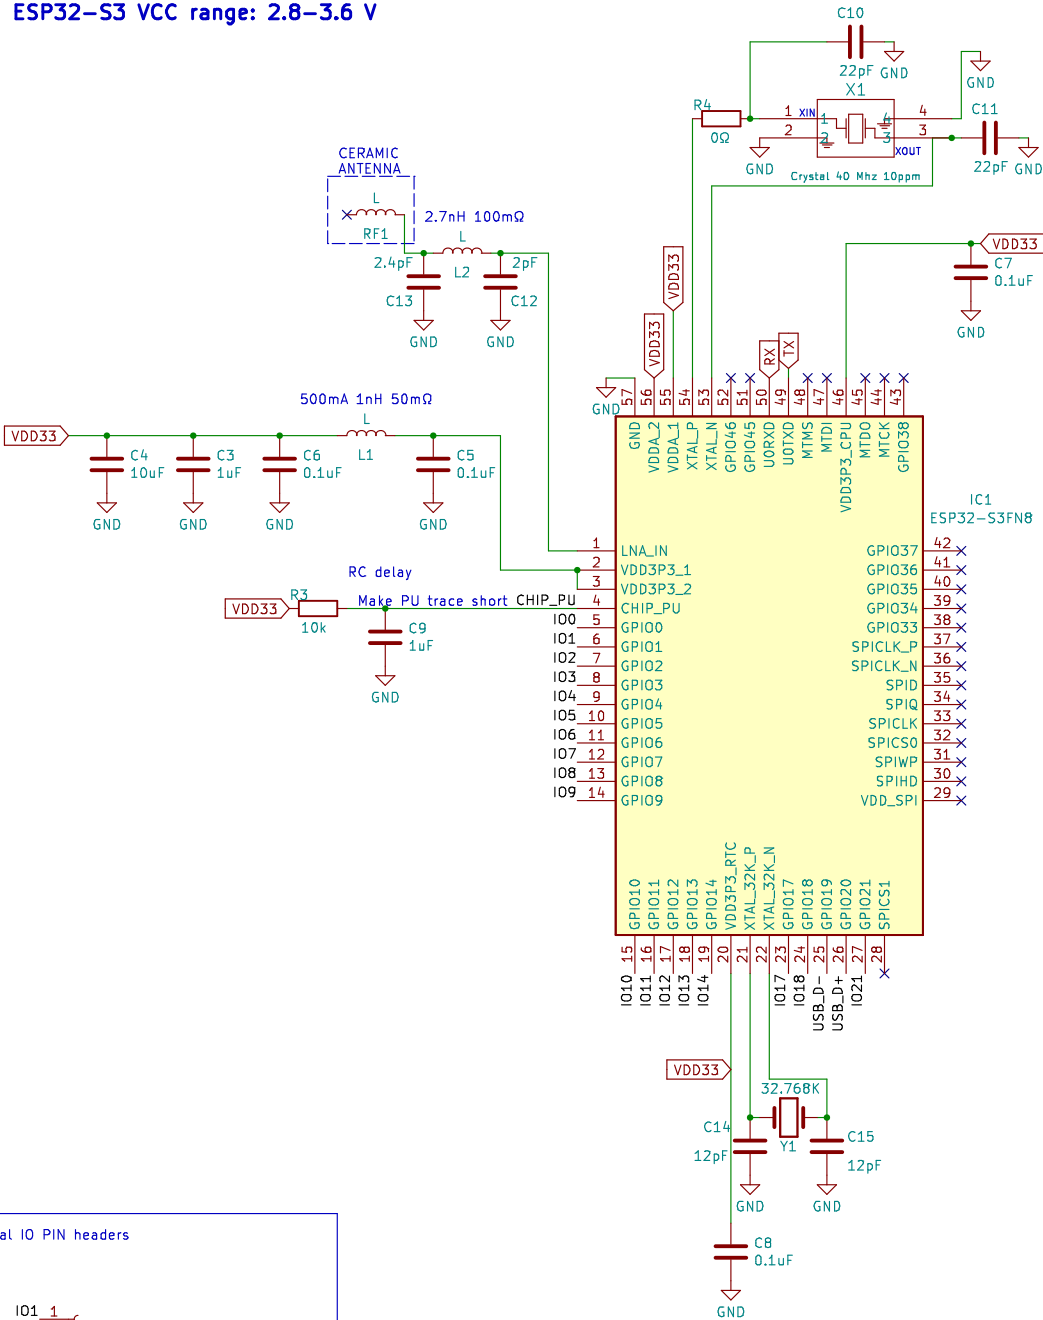 ESP32-S3 VCC range: 2.8-3.6 V
C10
22pF
GND
X1
GND
R4
0Ω
1
XIN
1
4
4
2
2
3
3
XOUT
GND
C11
22pF
GND
Crystal 40 Mhz 10ppm
CERAMIC
ANTENNA
L
RF1
2.7nH 100mΩ
L
L2
2.4pF
C13
GND
2pF
C12
GND
VDD33
VDD33
VDD33
C7
0.1uF
GND
RX
TX
GND
57
56
55
54
53
52
51
50
49
48
47
46
45
44
43
GND
VDDA_2
VDDA_1
XTAL_P
XTAL_N
GPIO46
GPIO45
U0RXD
U0TXD
MTMS
MTDI
VDD3P3_CPU
MTDO
MTCK
GPIO38
500mA 1nH 50mΩ
VDD33
L
L1
C4
10uF
GND
C3
1uF
GND
C6
0.1uF
GND
C5
0.1uF
GND
IC1
ESP32-S3FN8
1 LNA_IN
2 VDD3P3_1
3 VDD3P3_2
RC delay
VDD33
R3
10k
Make PU trace short
C9
1uF
GND
CHIP_PU 4 CHIP_PU
IO0 5 GPIO0
IO1 6 GPIO1
IO2 7 GPIO2
IO3 8 GPIO3
IO4 9 GPIO4
IO5 10 GPIO5
IO6 11 GPIO6
IO7 12 GPIO7
IO8 13 GPIO8
IO9 14 GPIO9
GPIO37 42
GPIO36 41
GPIO35 40
GPIO34 39
GPIO33 38
SPICLK_P 37
SPICLK_N 36
SPID 35
SPIQ 34
SPICLK 33
SPICS0 32
SPIWP 31
SPIHD 30
VDD_SPI 29
GPIO10
GPIO11
GPIO12
GPIO13
GPIO14
VDD3P3_RTC
XTAL_32K_P
XTAL_32K_N
GPIO17
GPIO18
GPIO19
GPIO20
GPIO21
SPICS1
15
16
17
18
19
20
21
22
23
24
25
26
27
28
IO10
IO11
IO12
IO13
IO14
IO17
IO18
USB_D-
USB_D+
IO21
VDD33
32.768K
Y1
C14
12pF
GND
C15
12pF
GND
C8
0.1uF
GND
al IO PIN headers
IO1 1